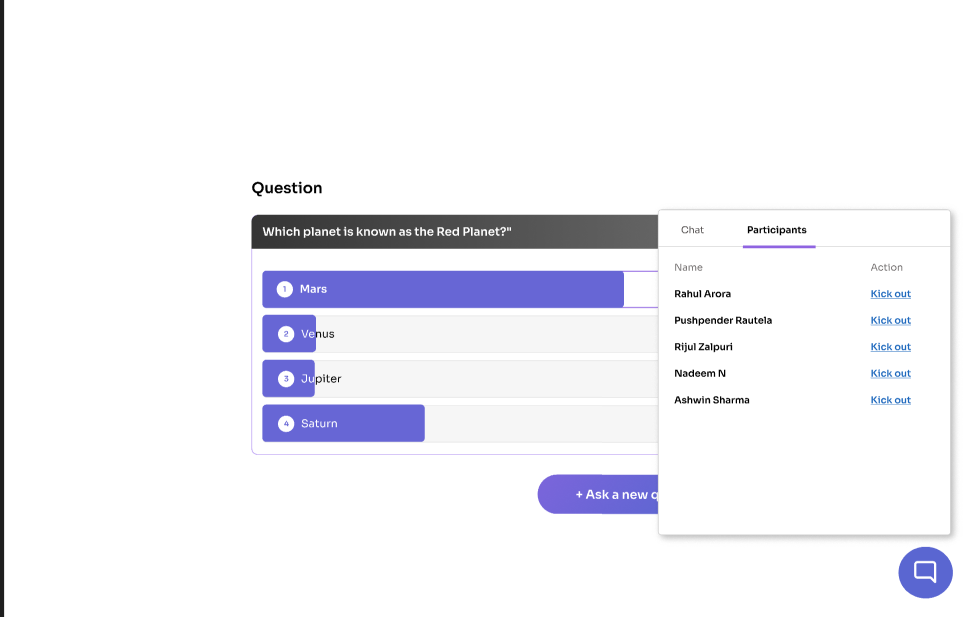 Question
Which planet is known as the Red Planet?"
1 Mars
2 Venus
3 Jupiter
4 Saturn
+ Ask a new q
Chat Participants
Name Action
Rahul Arora Kick out
Pushpender Rautela Kick out
Rijul Zalpuri Kick out
Nadeem N Kick out
Ashwin Sharma Kick out